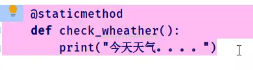 @staticmethod
def check_wheather():
print("今天天气。。。。")